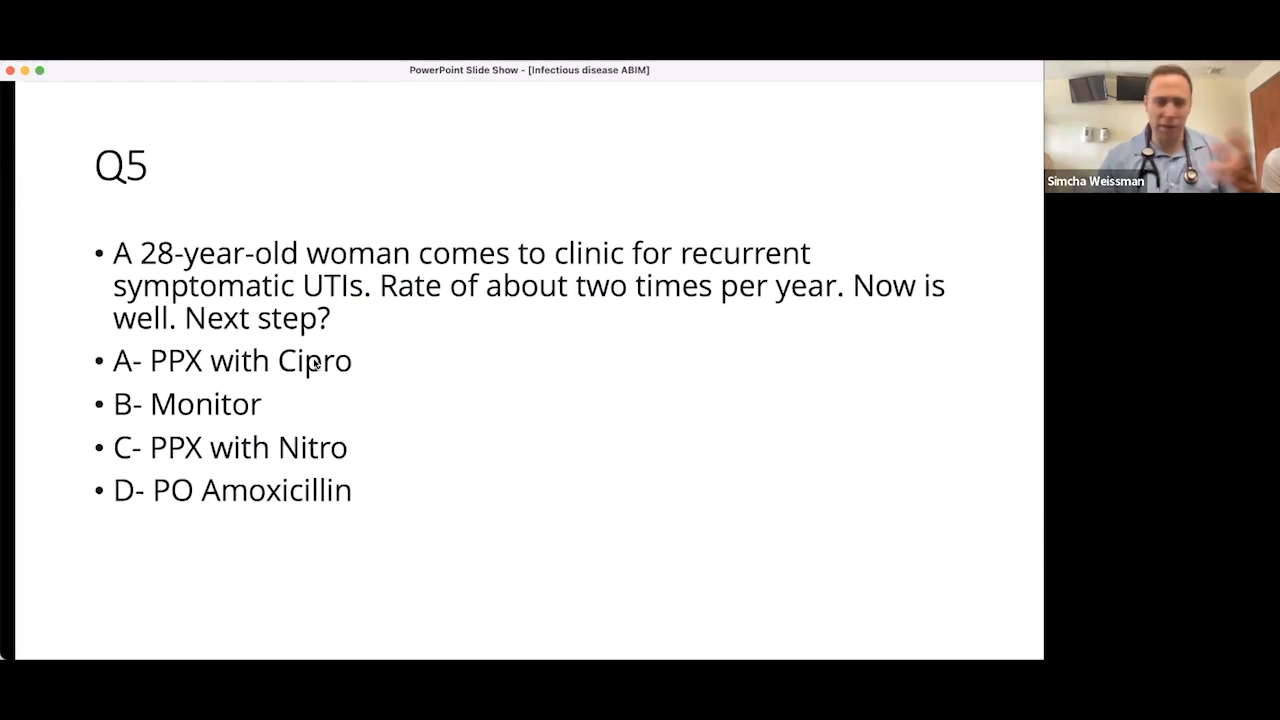 PowerPoint Slide Show - [Infectious disease ABIM]
Simcha Weissman
Q5
• A 28-year-old woman comes to clinic for recurrent
symptomatic UTIs. Rate of about two times per year. Now is
well. Next step?
• A- PPX with Cipro
• B- Monitor
• C- PPX with Nitro
• D- PO Amoxicillin